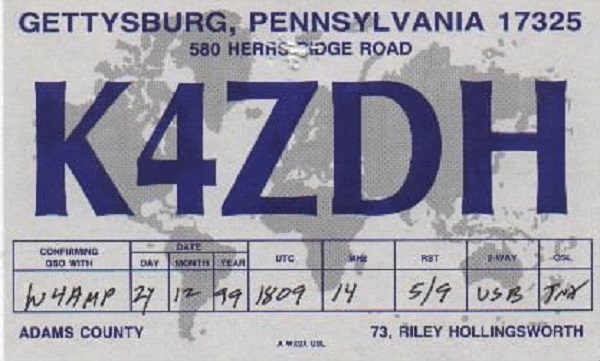 GETTYSBURG, PENNSYLVANIA 17325
580 HERRS RIDGE ROAD
K4ZDH
CONFIRMING QSO WITH DATE DAY MONTH YEAR UTC MHz RST 2-WAY QSL
W4AMP 12 99 1809 14 5/9 USB TNX
ADAMS COUNTY 73, RILEY HOLLINGSWORTH
QSL